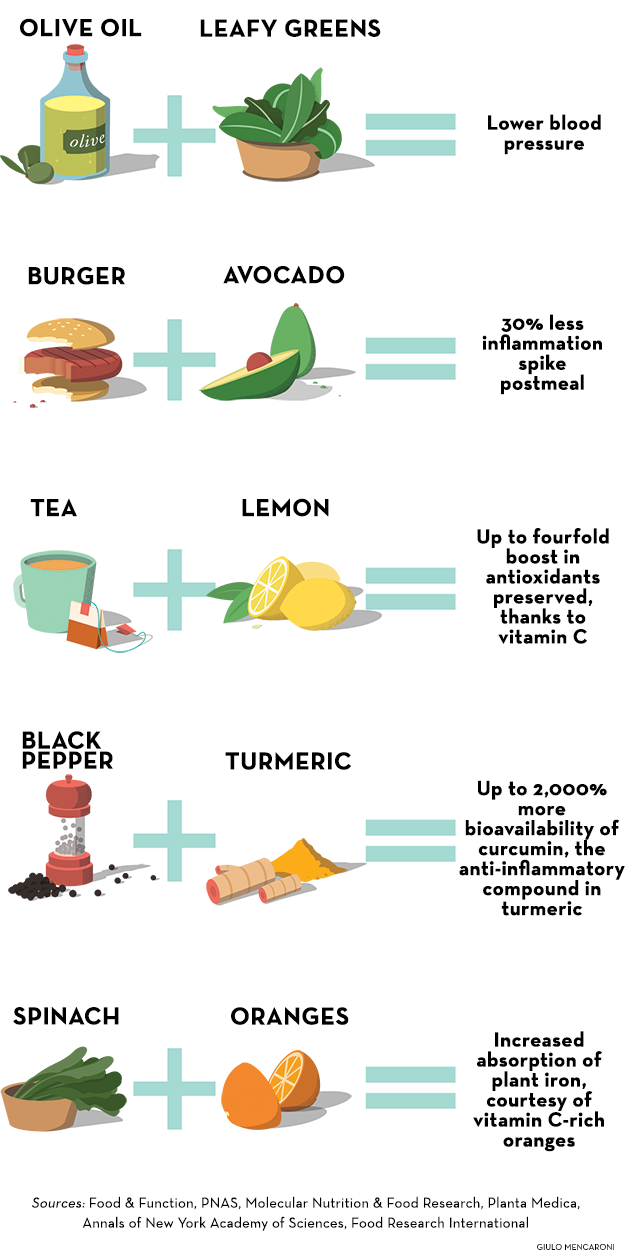 OLIVE OIL
LEAFY GREENS
olive
Lower blood
pressure
BURGER
AVOCADO
30% less
inflammation
spike
postmeal
TEA
LEMON
Up to fourfold
boost in
antioxidants
preserved,
thanks to
vitamin C
BLACK
PEPPER
TURMERIC
Up to 2,000%
more
bioavailability of
curcumin, the
anti-inflammatory
compound in
turmeric
SPINACH
ORANGES
Increased
absorption of
plant iron,
courtesy of
vitamin C-rich
oranges
Sources: Food & Function, PNAS, Molecular Nutrition & Food Research, Planta Medica,
Annals of New York Academy of Sciences, Food Research International
GIULO MENCARONI